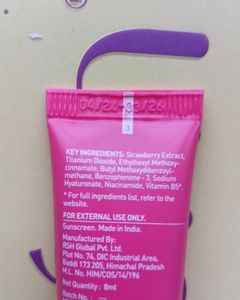 04/24-03/26
3
KEY INGREDIENTS: Strawberry Extract,
Titanium Dioxide, Ethylhexyl Methoxy-
cinnamate, Butyl Methoxydibenzoyl-
methane, Benzophenone - 3, Sodium
Hyaluronate, Niacinamide, Vitamin B5*.
* For full ingredients list, refer to the
website.
FOR EXTERNAL USE ONLY.
Sunscreen. Made in India.
Manufactured By:
RSH Global Pvt. Ltd.
Plot No. 74, DIC Industrial Area,
Baddi 173 205, Himachal Pradesh
M.L. No. HIM/COS/14/196
Net Quantity : 8ml
Batch No.